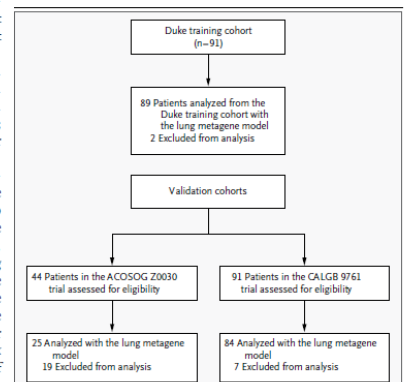 Duke training cohort
(n=91)
89 Patients analyzed from the
Duke training cohort with
the lung metagene model
2 Excluded from analysis
Validation cohorts
44 Patients in the ACOSOG Z0030
trial assessed for eligibility
91 Patients in the CALGB 9761
trial assessed for eligibility
25 Analyzed with the lung metagene
model
19 Excluded from analysis
84 Analyzed with the lung metagene
model
7 Excluded from analysis